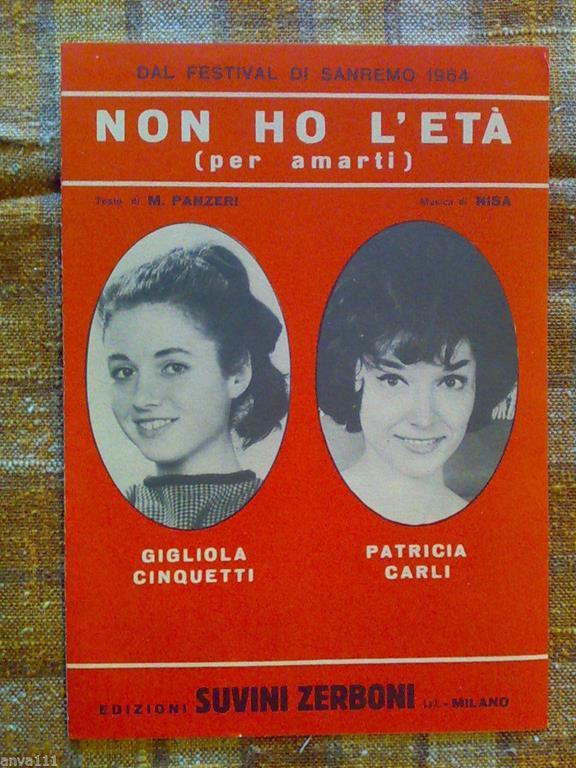 DAL FESTIVAL DI SANREMO 1964
NON HO L'ETÀ
(per amarti)
Testo di M. PANZERI
Musica di NISA
GIGLIOLA
CINQUETTI
PATRICIA
CARLI
EDIZIONI SUVINI ZERBONI s.r.l. - MILANO
anva111